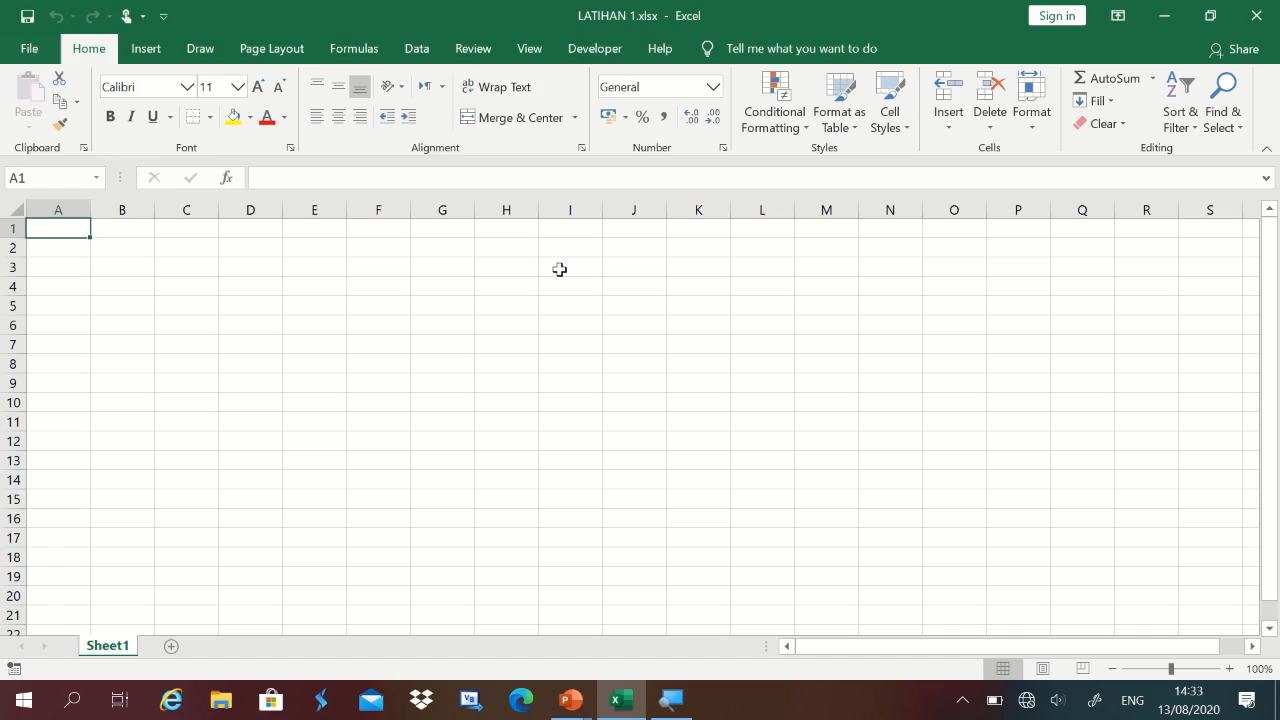 LATIHAN 1.xlsx - Excel
Sign in
File Home Insert Draw Page Layout Formulas Data Review View Developer Help Tell me what you want to do Share
Paste
Clipboard
Calibri 11
B I U A
Font
Wrap Text
Merge & Center
Alignment
General
% , .00 .0
Number
Conditional Formatting
Format as Table
Cell Styles
Styles
Insert
Delete
Format
Cells
AutoSum
Fill
Clear
Sort & Filter
Find & Select
Editing
A1 fx
A B C D E F G H I J K L M N O P Q R S
1
2
3
4
5
6
7
8
9
10
11
12
13
14
15
16
17
18
19
20
21
22
Sheet1
100%
ENG
14:33
13/08/2020